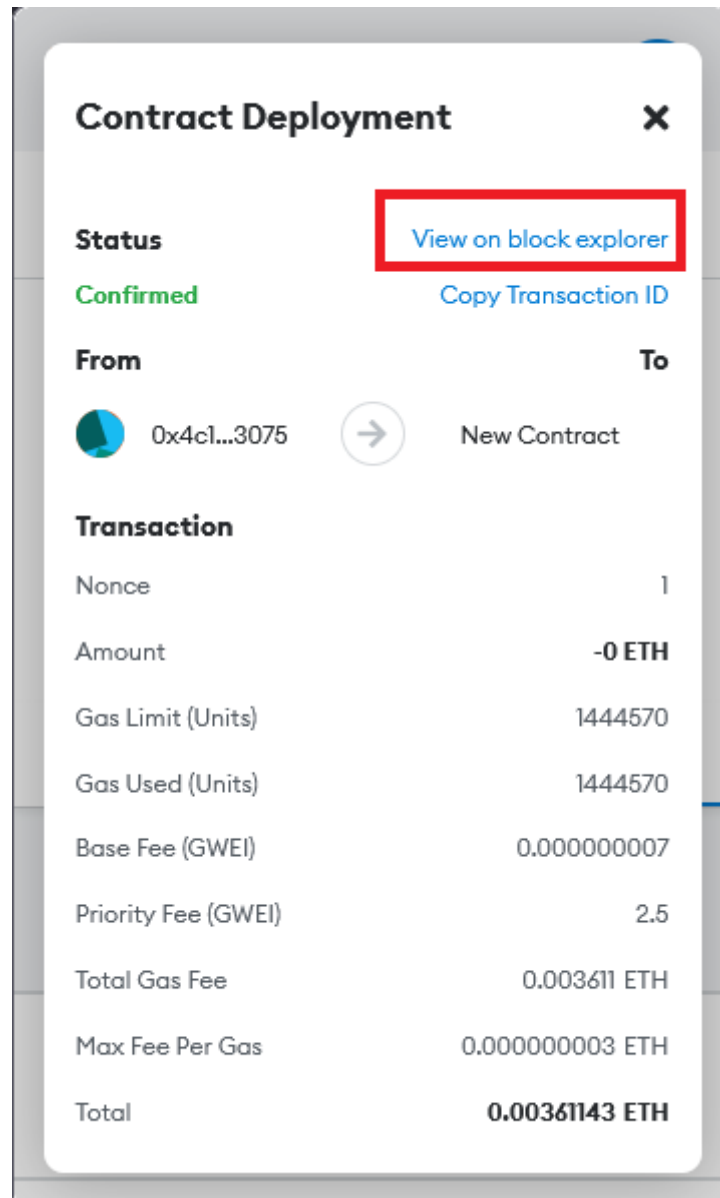 Contract Deployment ×
Status View on block explorer
Confirmed Copy Transaction ID
From To
0x4c1...3075 New Contract
Transaction
Nonce 1
Amount -0 ETH
Gas Limit (Units) 1444570
Gas Used (Units) 1444570
Base Fee (GWEI) 0.000000007
Priority Fee (GWEI) 2.5
Total Gas Fee 0.003611 ETH
Max Fee Per Gas 0.000000003 ETH
Total 0.00361143 ETH